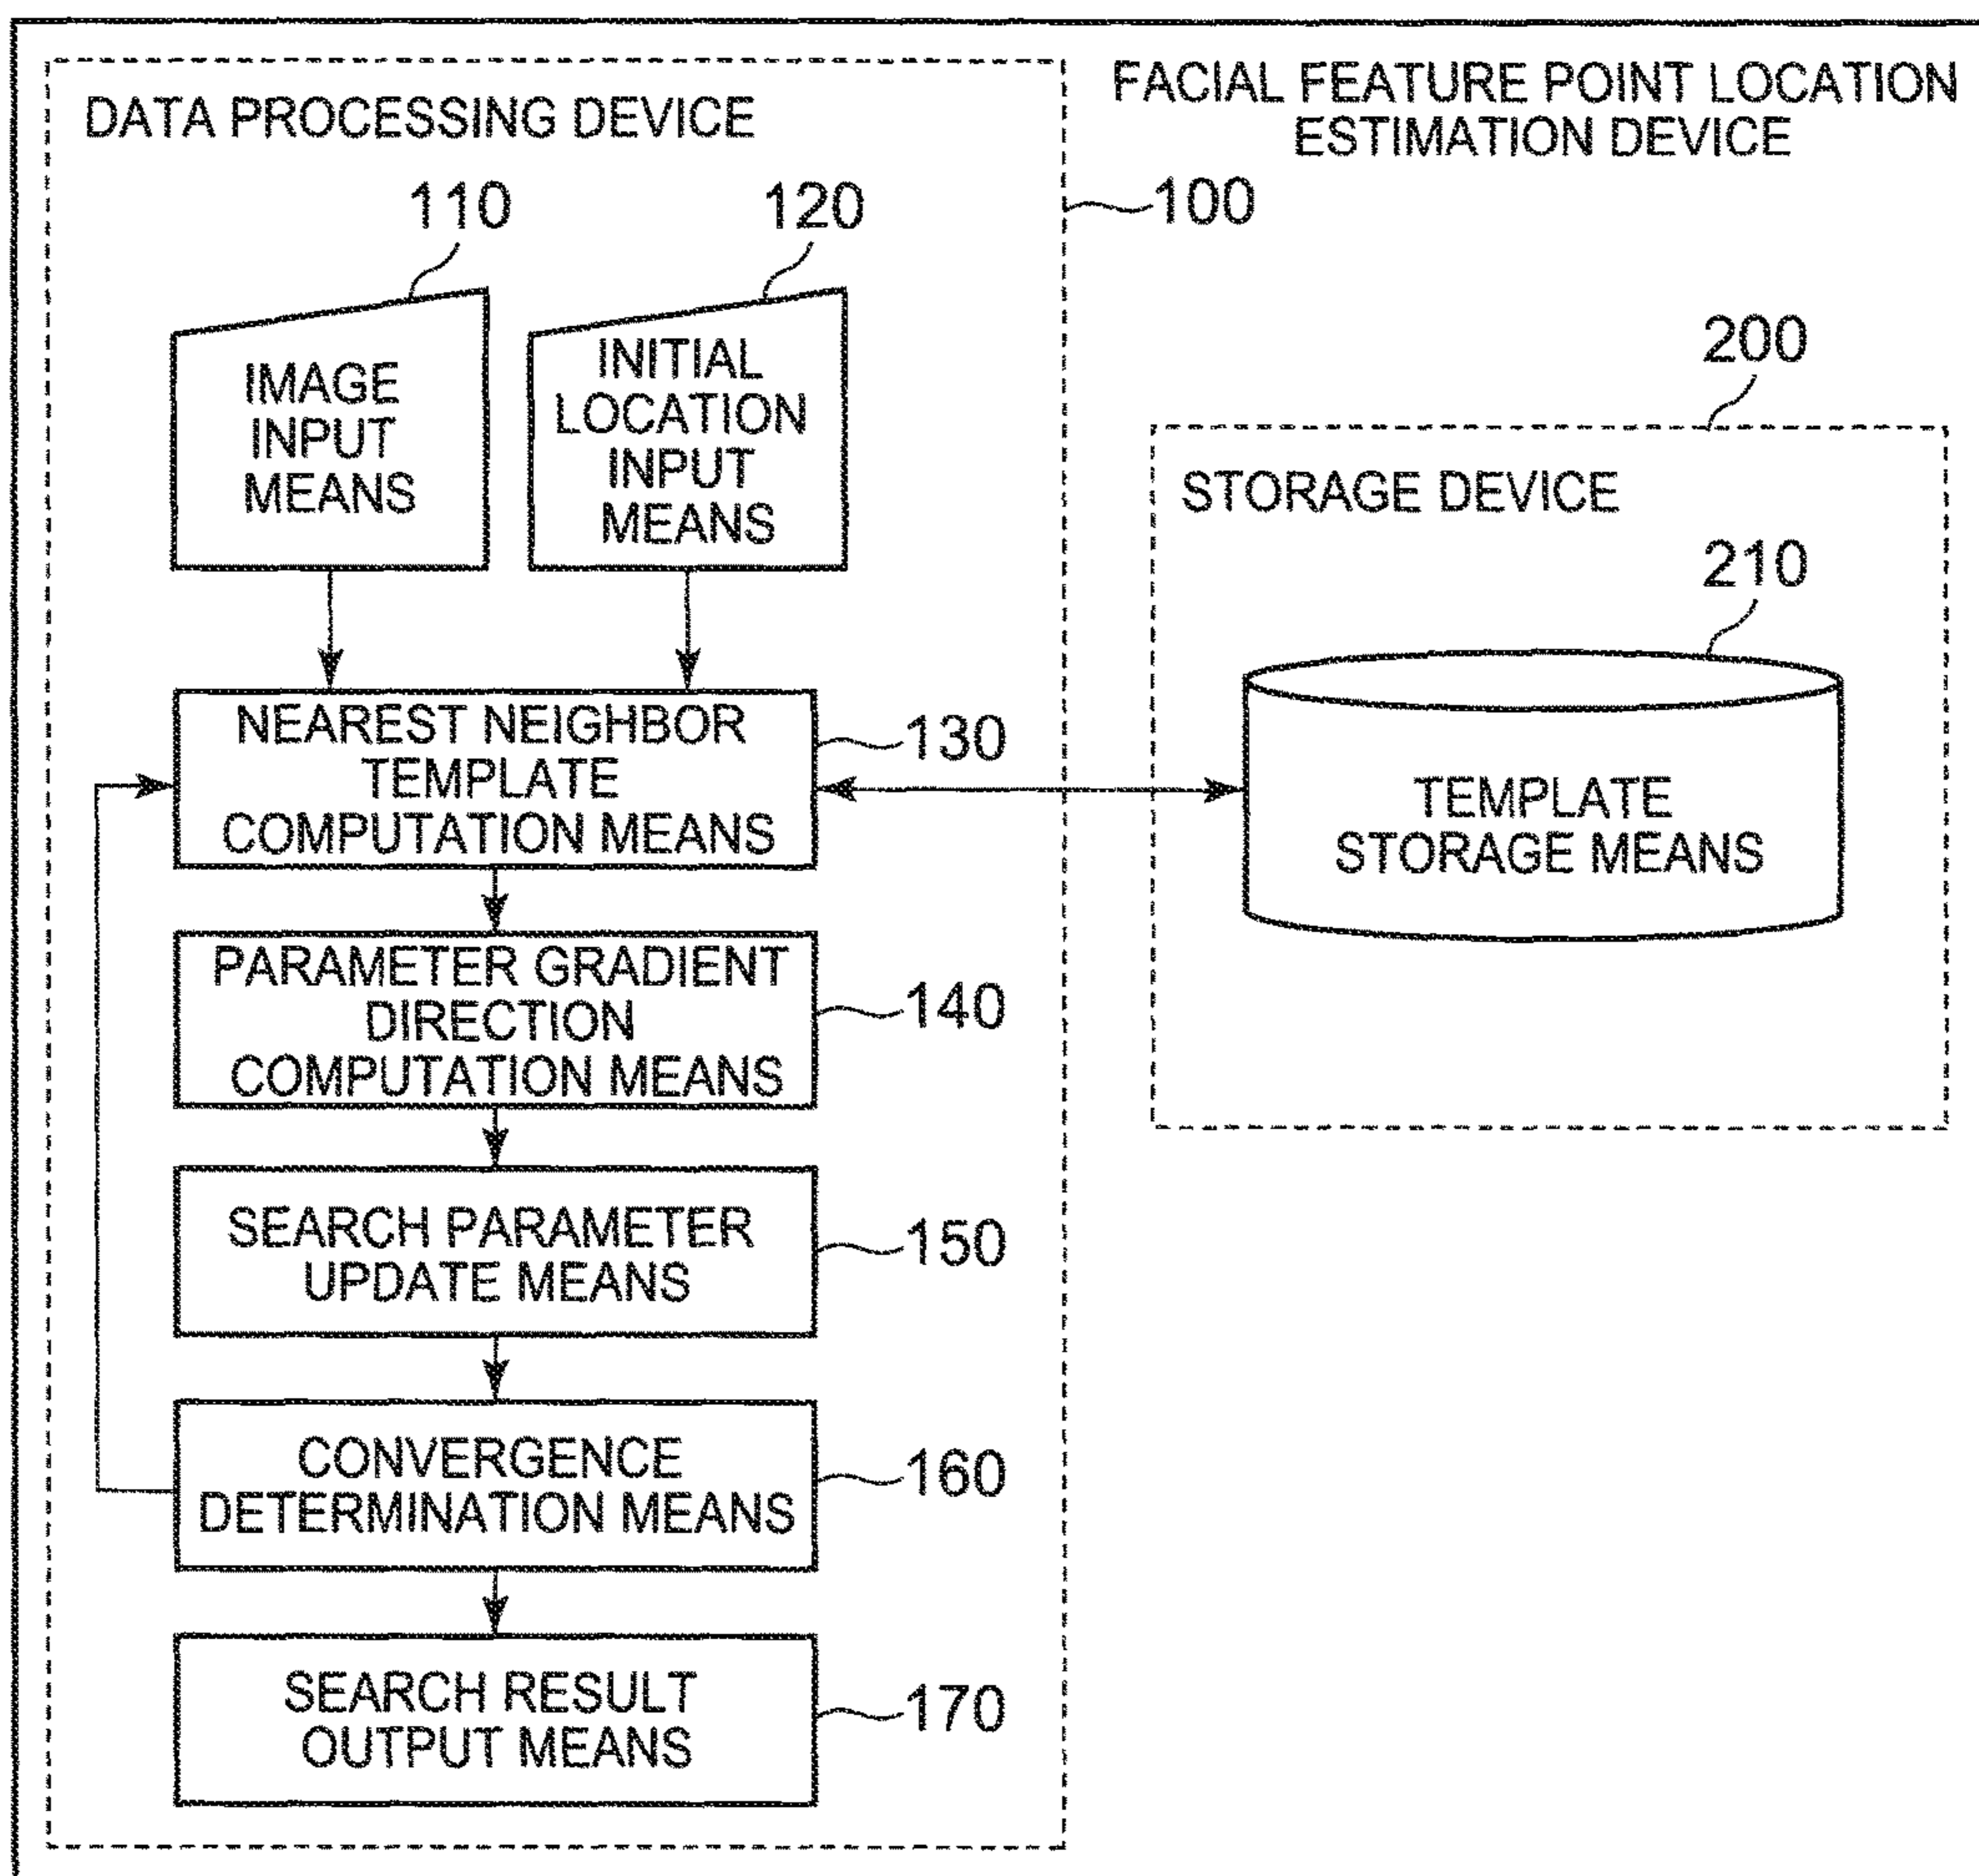 FACIAL FEATURE POINT LOCATION
ESTIMATION DEVICE
DATA PROCESSING DEVICE
100
110
120
IMAGE
INPUT
MEANS
INITIAL
LOCATION
INPUT
MEANS
200
STORAGE DEVICE
210
TEMPLATE
STORAGE MEANS
NEAREST NEIGHBOR
TEMPLATE
COMPUTATION MEANS
130
PARAMETER GRADIENT
DIRECTION
COMPUTATION MEANS
140
SEARCH PARAMETER
UPDATE MEANS
150
CONVERGENCE
DETERMINATION MEANS
160
SEARCH RESULT
OUTPUT MEANS
170